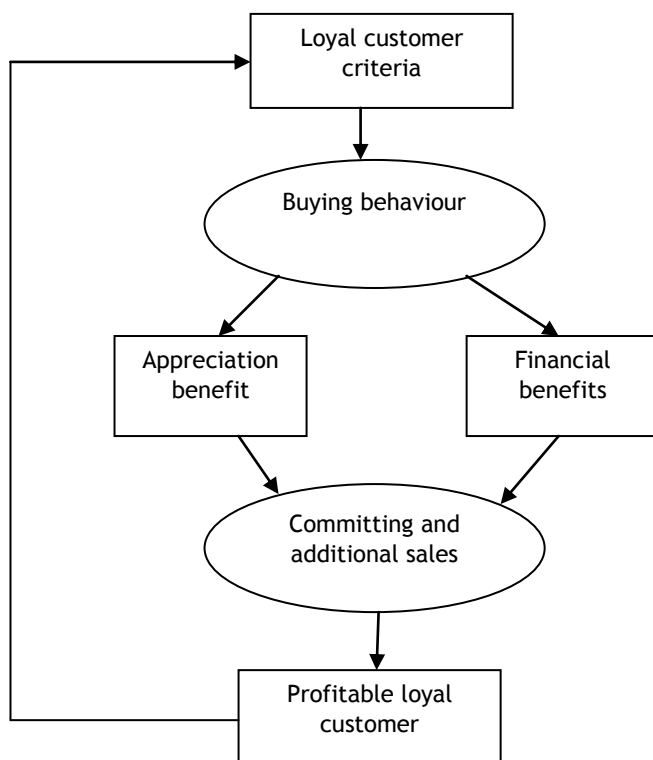 Loyal customer
criteria
Buying behaviour
Appreciation
benefit
Financial
benefits
Committing and
additional sales
Profitable loyal
customer